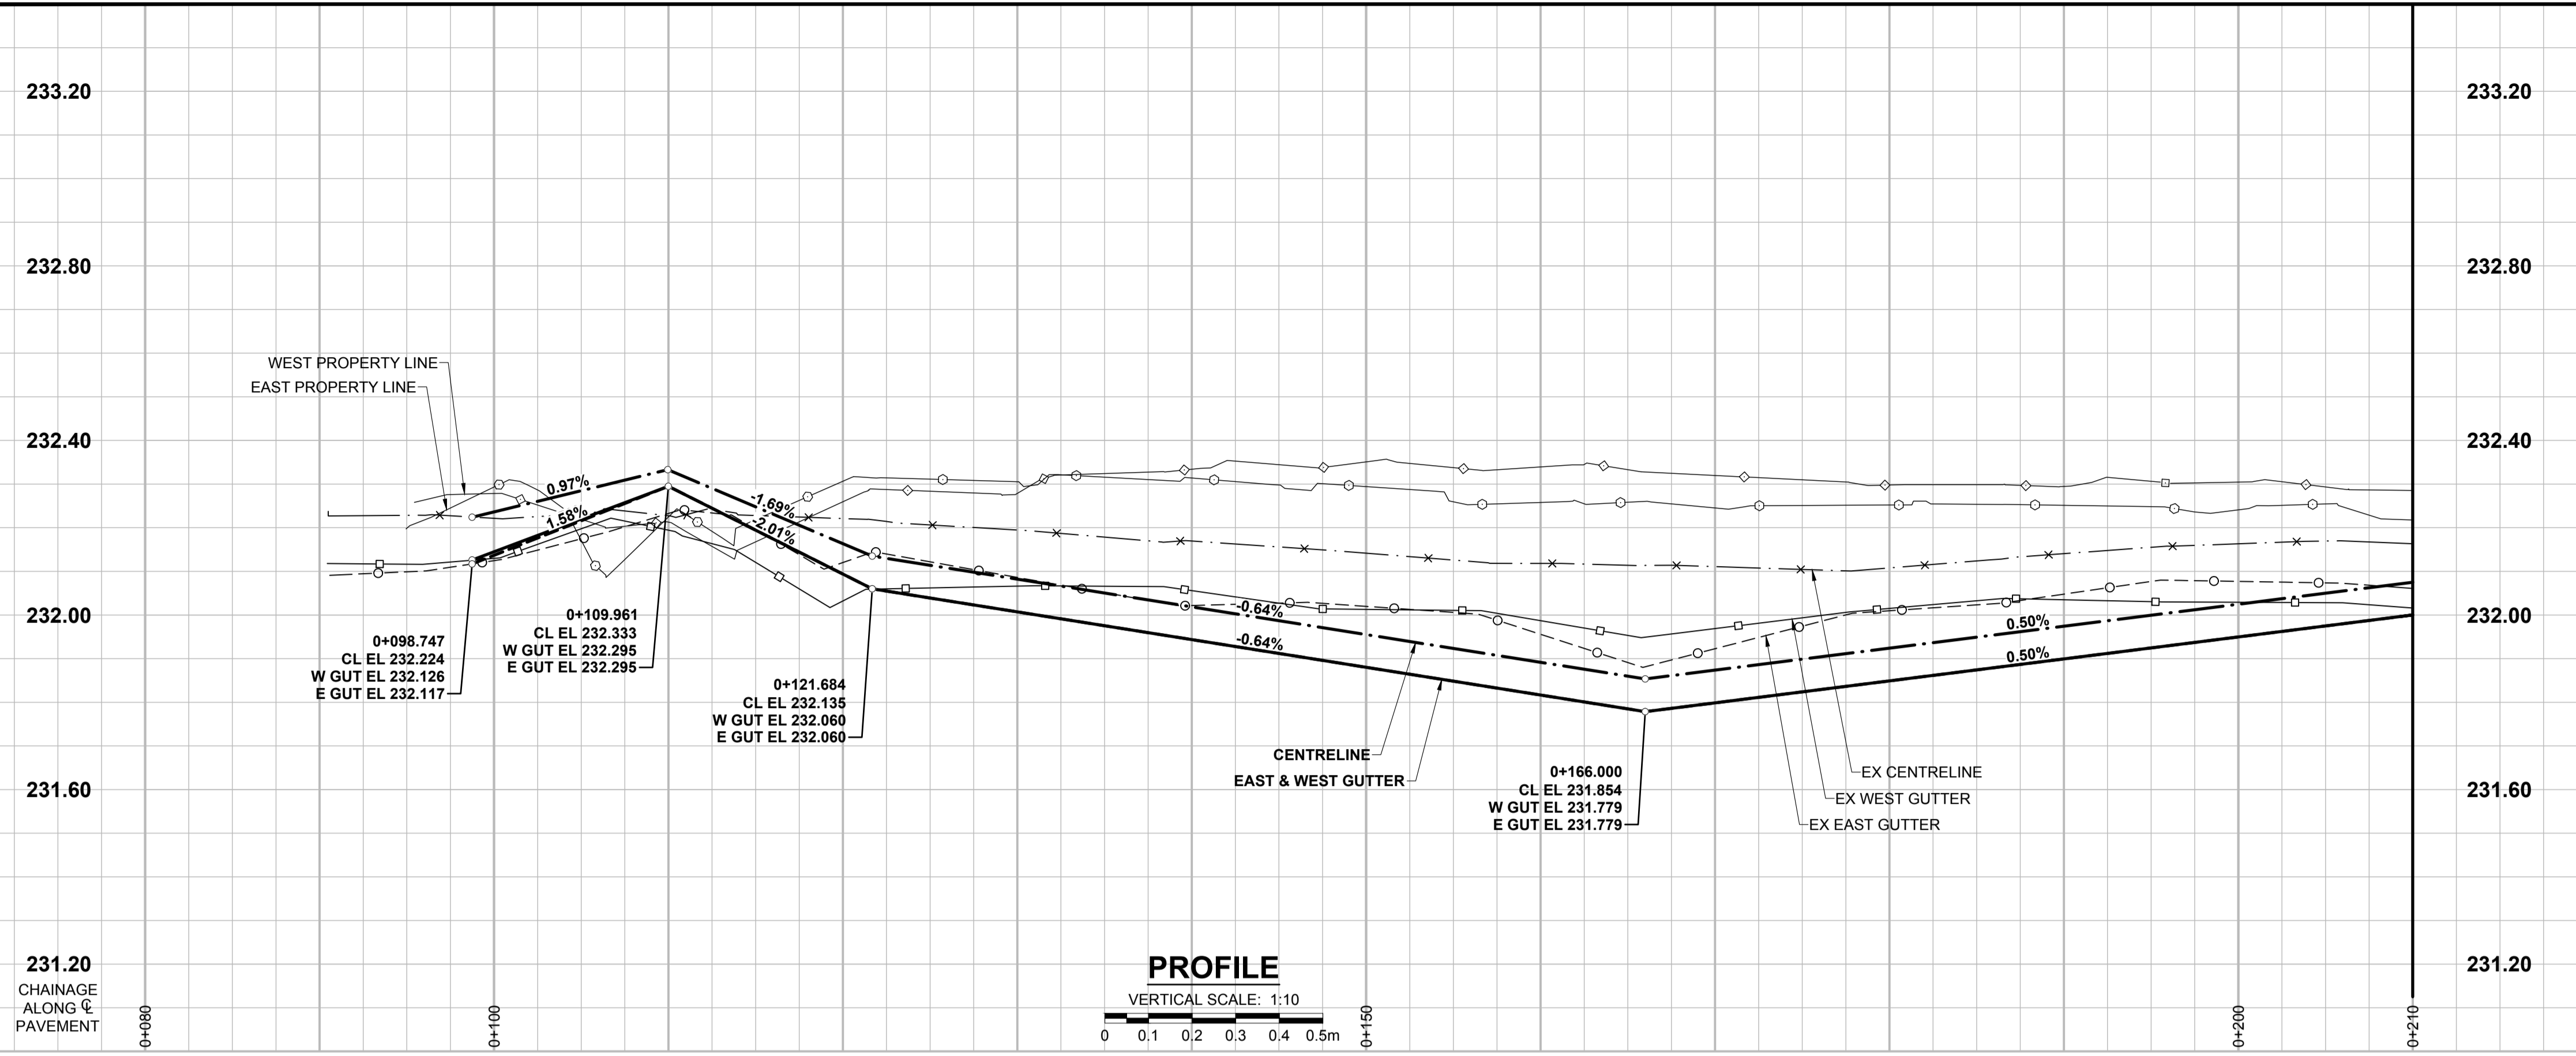 233.20
233.20
232.80
232.80
WEST PROPERTY LINE
EAST PROPERTY LINE
232.40
232.40
0.97%
1.58%
-1.69%
-2.01%
0+098.747
CL EL 232.224
W GUT EL 232.126
E GUT EL 232.117
0+109.961
CL EL 232.333
W GUT EL 232.295
E GUT EL 232.295
0+121.684
CL EL 232.135
W GUT EL 232.060
E GUT EL 232.060
232.00
232.00
-0.64%
-0.64%
0.50%
0.50%
CENTRELINE
EAST & WEST GUTTER
0+166.000
CL EL 231.854
W GUT EL 231.779
E GUT EL 231.779
EX CENTRELINE
EX WEST GUTTER
EX EAST GUTTER
231.60
231.60
231.20
231.20
CHAINAGE
ALONG ℄
PAVEMENT
PROFILE
VERTICAL SCALE: 1:10
0 0.1 0.2 0.3 0.4 0.5m
0+080
0+100
0+150
0+200
0+210